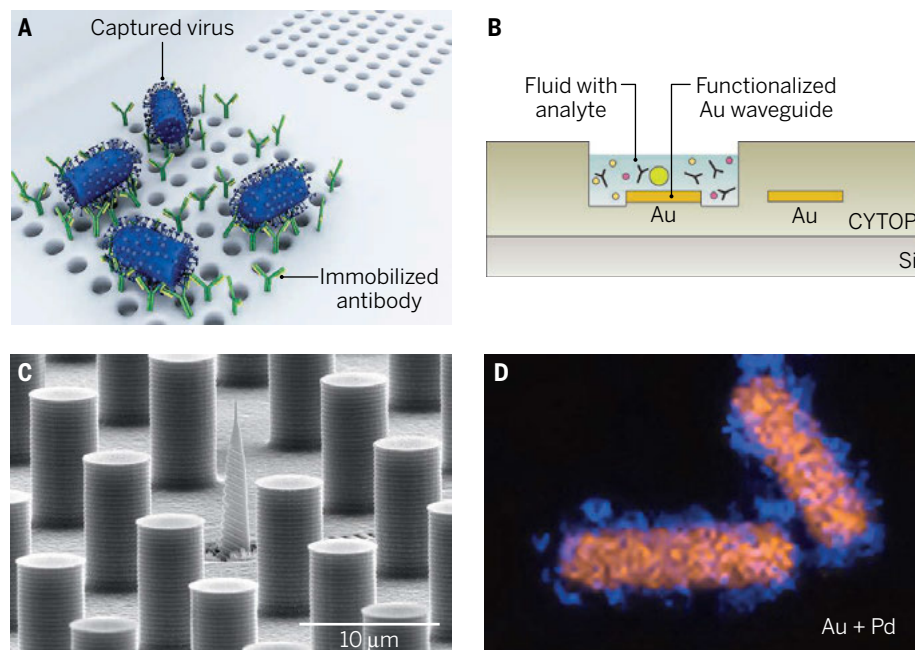 A
Captured virus
Immobilized
antibody
B
Fluid with
analyte
Functionalized
Au waveguide
Au
Au
CYTOP
Si
C
10 μm
D
Au + Pd